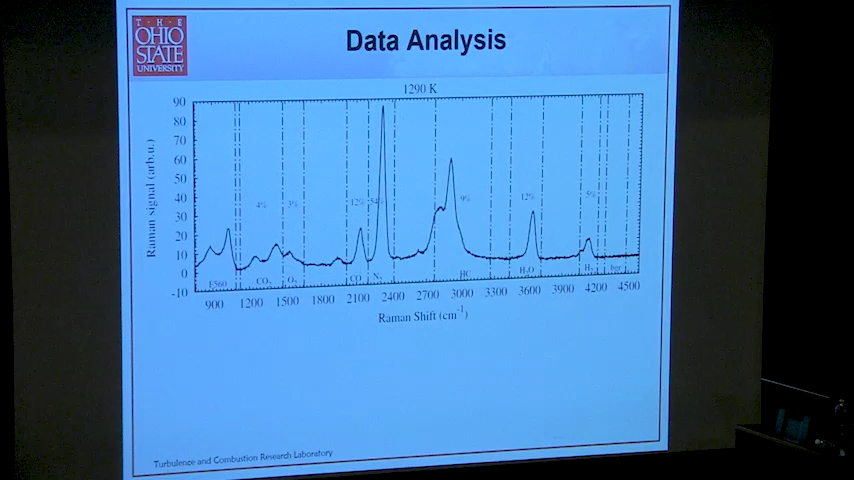 T · H · E
OHIO
STATE
UNIVERSITY
Data Analysis
1290 K
90
80
70
60
50
40
30
20
10
0
-10
Raman signal (arb.u.)
4% 3% 12% 54% 9% 12% 5%
F560 CO₂ O₂ CO N₂ HC H₂O H₂
900 1200 1500 1800 2100 2400 2700 3000 3300 3600 3900 4200 4500
Raman Shift (cm⁻¹)
Turbulence and Combustion Research Laboratory